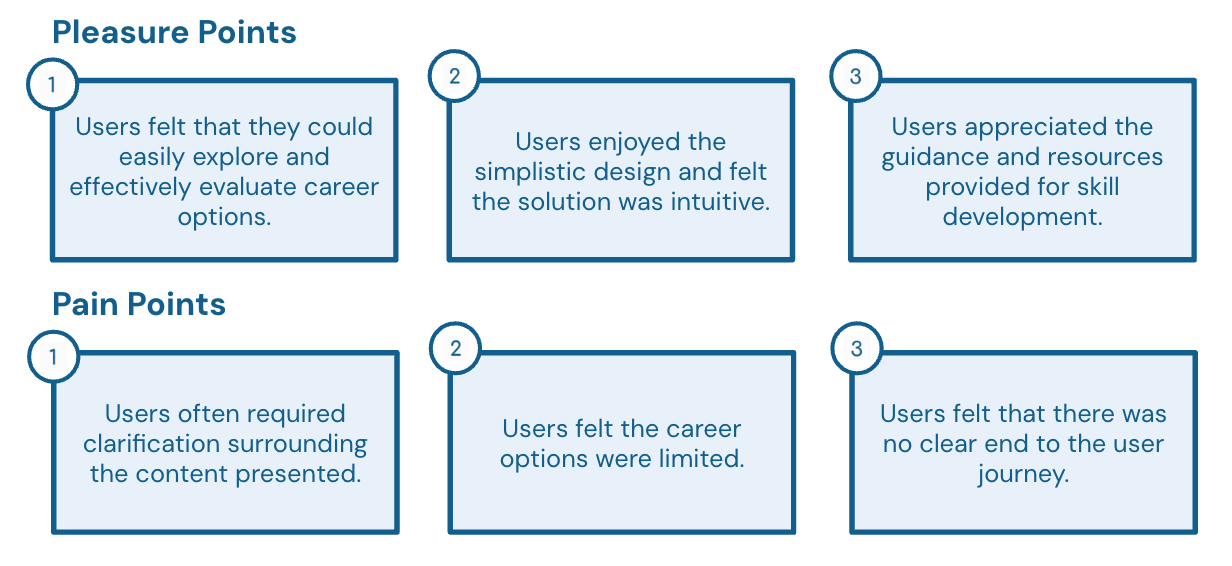 Pleasure Points
1
Users felt that they could
easily explore and
effectively evaluate career
options.
2
Users enjoyed the
simplistic design and felt
the solution was intuitive.
3
Users appreciated the
guidance and resources
provided for skill
development.
Pain Points
1
Users often required
clarification surrounding
the content presented.
2
Users felt the career
options were limited.
3
Users felt that there was
no clear end to the user
journey.